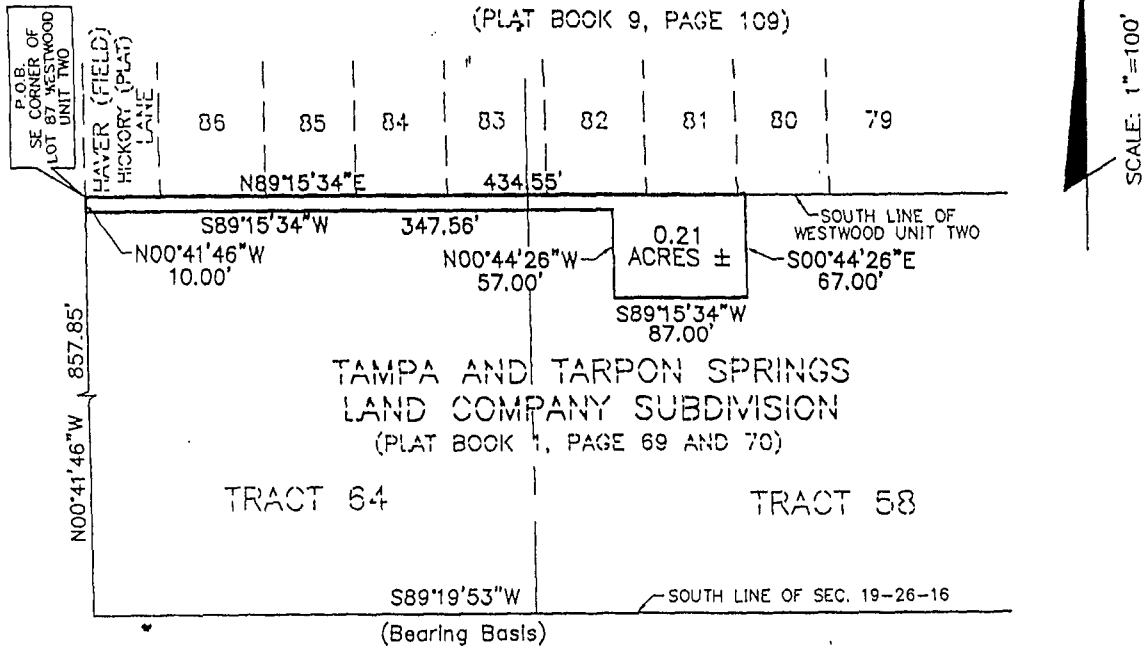 (PLAT BOOK 9, PAGE 109)
P.O.B.
SE CORNER OF
LOT 87 WESTWOOD
UNIT TWO
HAVER (FIELD)
HICKORY (PLAT)
LANE
86
85
84
83
82
81
80
79
SCALE: 1"=100'
N89°15'34"E 434.55'
S89°15'34"W 347.56'
SOUTH LINE OF
WESTWOOD UNIT TWO
N00°41'46"W
10.00'
N00°44'26"W
57.00'
0.21
ACRES ±
S00°44'26"E
67.00'
S89°15'34"W
87.00'
N00°41'46"W 857.85'
TAMPA AND TARPON SPRINGS
LAND COMPANY SUBDIVISION
(PLAT BOOK 1, PAGE 69 AND 70)
TRACT 64
TRACT 58
S89°19'53"W
SOUTH LINE OF SEC. 19-26-16
(Bearing Basis)